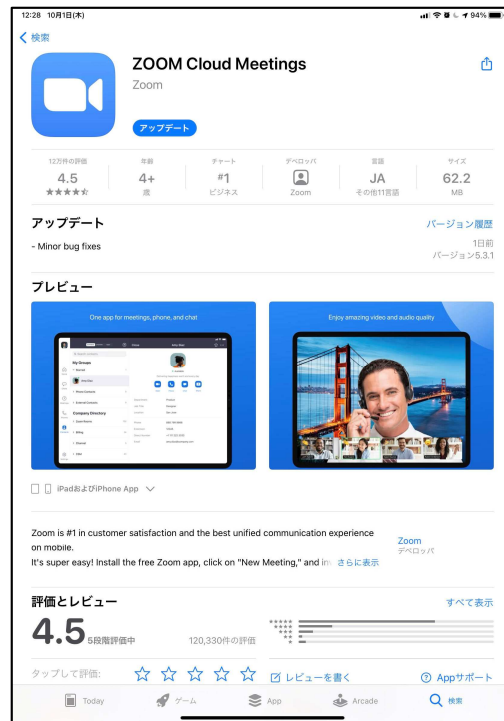 12:28 10月1日(木)
94%
検索
ZOOM Cloud Meetings
Zoom
アップデート
12万件の評価
年齢
チャート
デベロッパ
言語
サイズ
4.5
4+
#1
JA
62.2
★★★★
歳
ビジネス
Zoom
その他11言語
MB
アップデート
バージョン履歴
- Minor bug fixes
1日前
バージョン5.3.1
プレビュー
One app for meetings, phone, and chat
Enjoy amazing video and audio quality
My Groups
Company Directory
iPadおよびiPhone App
Zoom is #1 in customer satisfaction and the best unified communication experience
on mobile.
Zoom
デベロッパ
It's super easy! Install the free Zoom app, click on "New Meeting," and
さらに表示
評価とレビュー
すべて表示
4.5
5段階評価中
120,330件の評価
タップして評価:
レビューを書く
Appサポート
Today
ゲーム
App
Arcade
検索